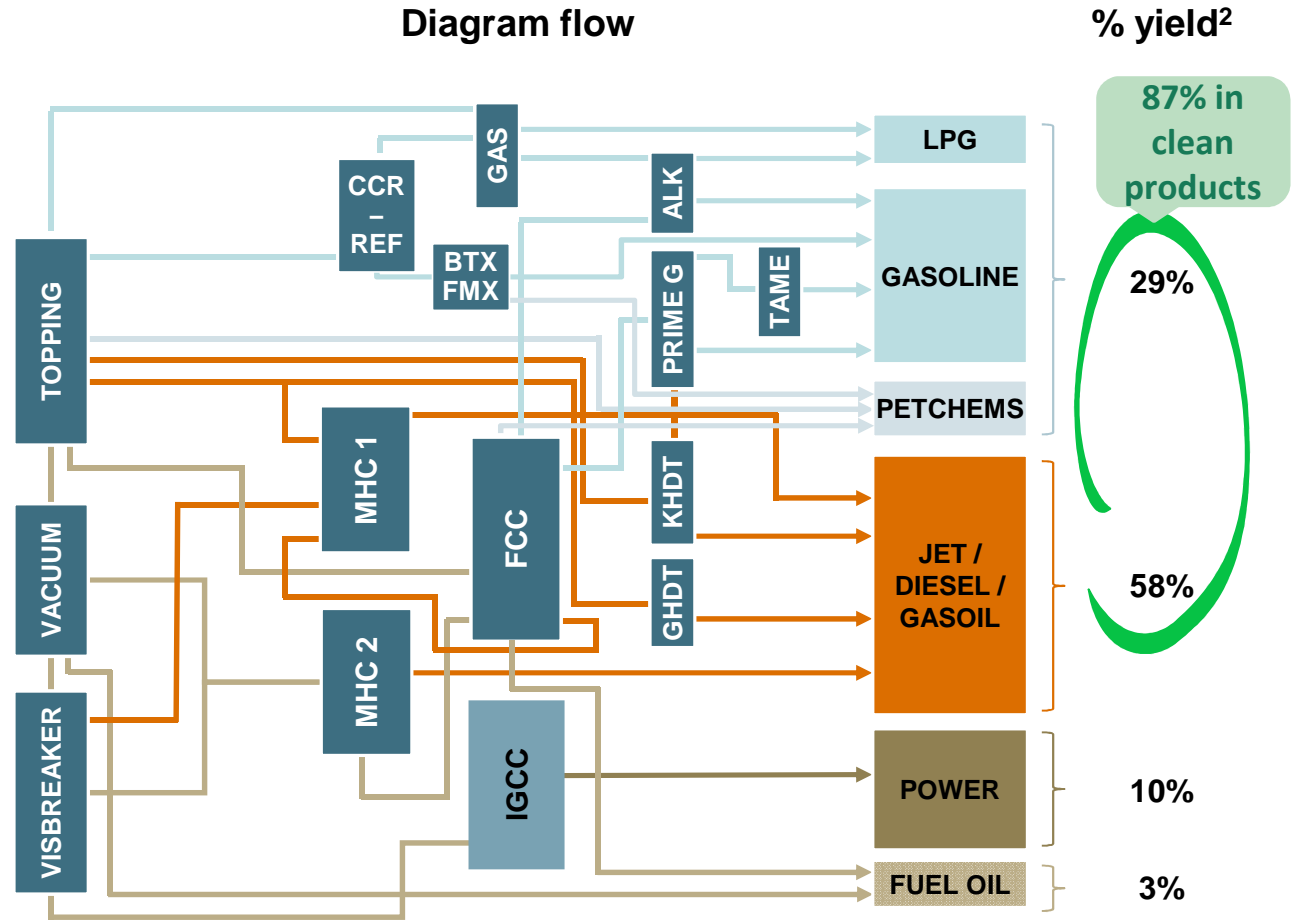 Diagram flow
% yield²
87% in
clean
products
GAS
LPG
CCR
–
REF
ALK
BTX
FMX
PRIME G
TAME
GASOLINE
29%
TOPPING
PETCHEMS
MHC 1
FCC
KHDT
VACUUM
GHDT
JET /
DIESEL /
GASOIL
58%
MHC 2
VISBREAKER
IGCC
POWER
10%
FUEL OIL
3%